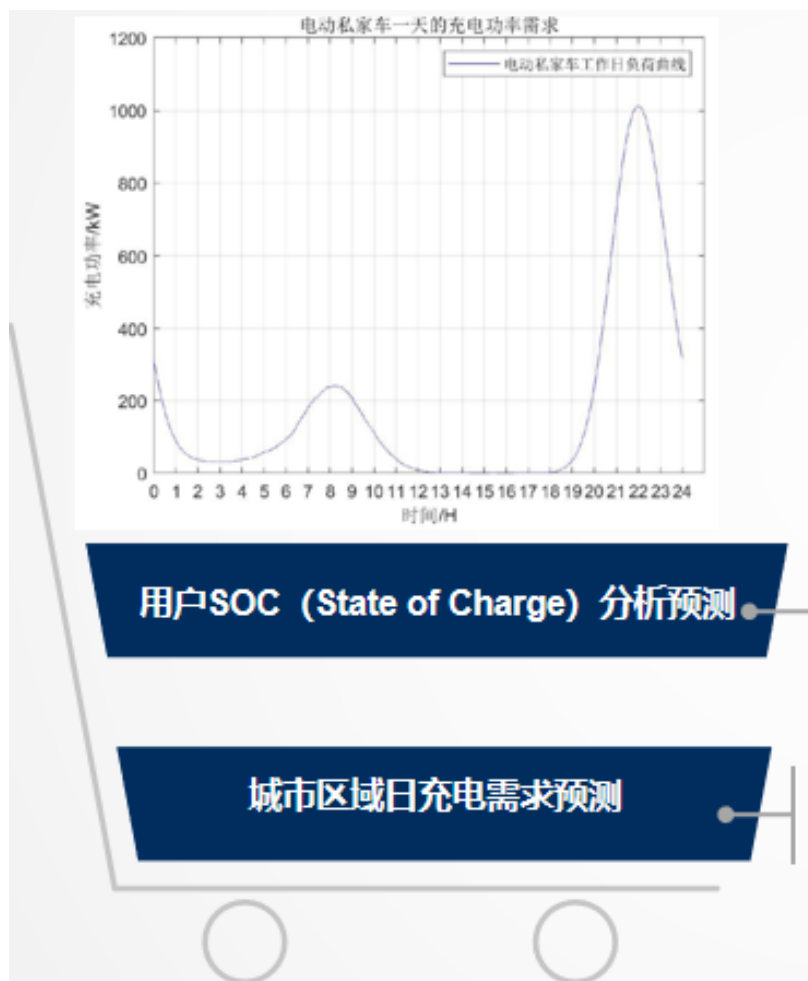 电动私家车一天的充电功率需求
电动私家车工作日负荷曲线
1200
1000
800
600
400
200
0
充电功率/kW
0 1 2 3 4 5 6 7 8 9 10 11 12 13 14 15 16 17 18 19 20 21 22 23 24
时间/H
用户SOC（State of Charge）分析预测
城市区域日充电需求预测